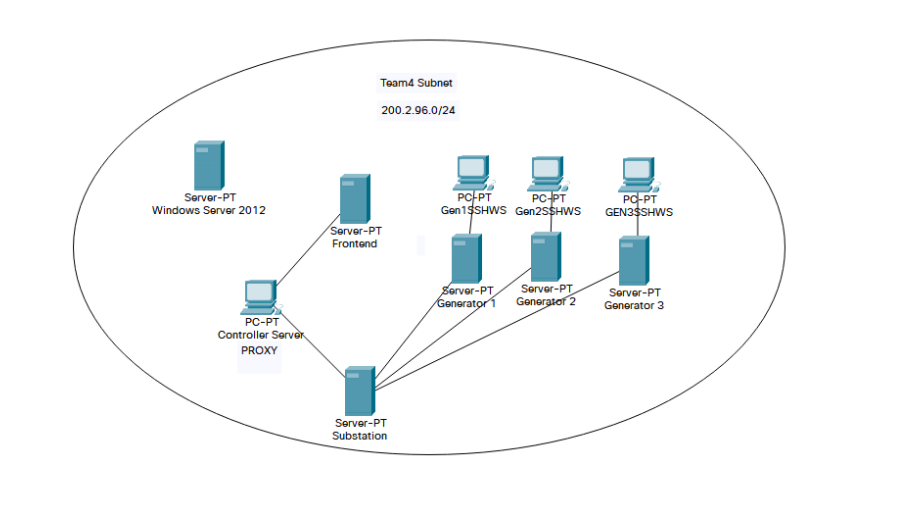 Team4 Subnet
200.2.96.0/24
Server-PT
Windows Server 2012
Server-PT
Frontend
PC-PT
Gen1SSHWS
PC-PT
Gen2SSHWS
PC-PT
GEN3SSHWS
Server-PT
Generator 1
Server-PT
Generator 2
Server-PT
Generator 3
PC-PT
Controller Server
PROXY
Server-PT
Substation